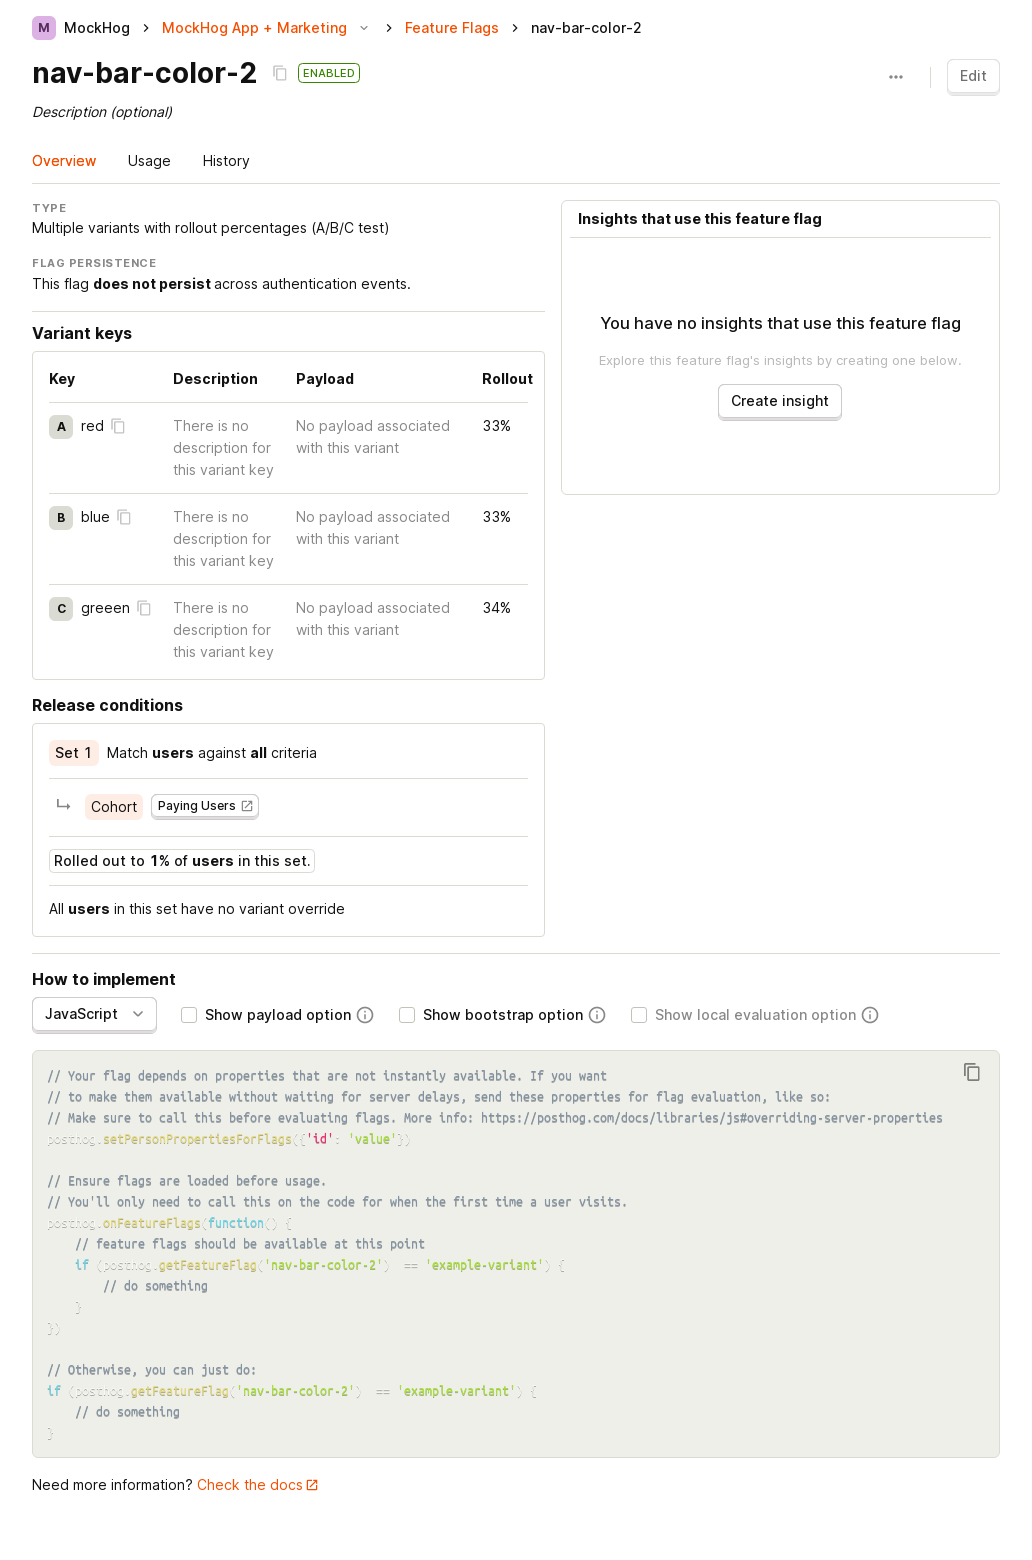 M MockHog > MockHog App + Marketing > Feature Flags > nav-bar-color-2
nav-bar-color-2 ENABLED
Edit
Description (optional)
Overview Usage History
TYPE
Multiple variants with rollout percentages (A/B/C test)
FLAG PERSISTENCE
This flag does not persist across authentication events.
Variant keys
Key Description Payload Rollout
A red There is no description for this variant key No payload associated with this variant 33%
B blue There is no description for this variant key No payload associated with this variant 33%
C greeen There is no description for this variant key No payload associated with this variant 34%
Insights that use this feature flag
You have no insights that use this feature flag
Explore this feature flag's insights by creating one below.
Create insight
Release conditions
Set 1 Match users against all criteria
Cohort Paying Users
Rolled out to 1% of users in this set.
All users in this set have no variant override
How to implement
JavaScript Show payload option Show bootstrap option Show local evaluation option
// Your flag depends on properties that are not instantly available. If you want
// to make them available without waiting for server delays, send these properties for flag evaluation, like so:
// Make sure to call this before evaluating flags. More info: https://posthog.com/docs/libraries/js#overriding-server-properties
posthog.setPersonPropertiesForFlags({'id': 'value'})
// Ensure flags are loaded before usage.
// You'll only need to call this on the code for when the first time a user visits.
posthog.onFeatureFlags(function() {
    // feature flags should be available at this point
    if (posthog.getFeatureFlag('nav-bar-color-2')  == 'example-variant') {
        // do something
    }
})
// Otherwise, you can just do:
if (posthog.getFeatureFlag('nav-bar-color-2')  == 'example-variant') {
    // do something
}
Need more information? Check the docs